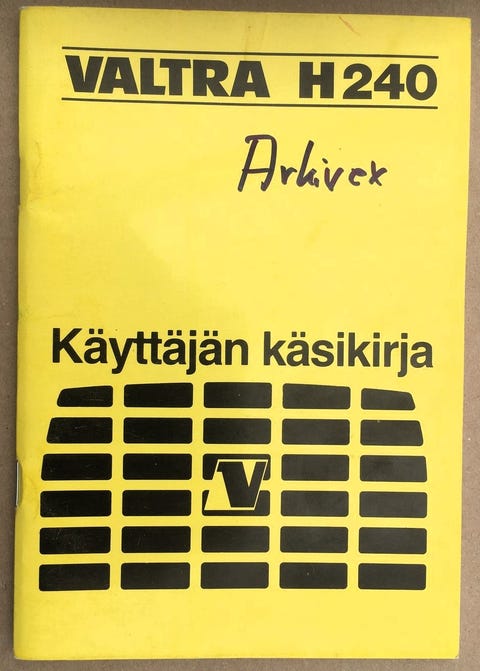 VALTRA H240
Arkivex
Käyttäjän käsikirja
V